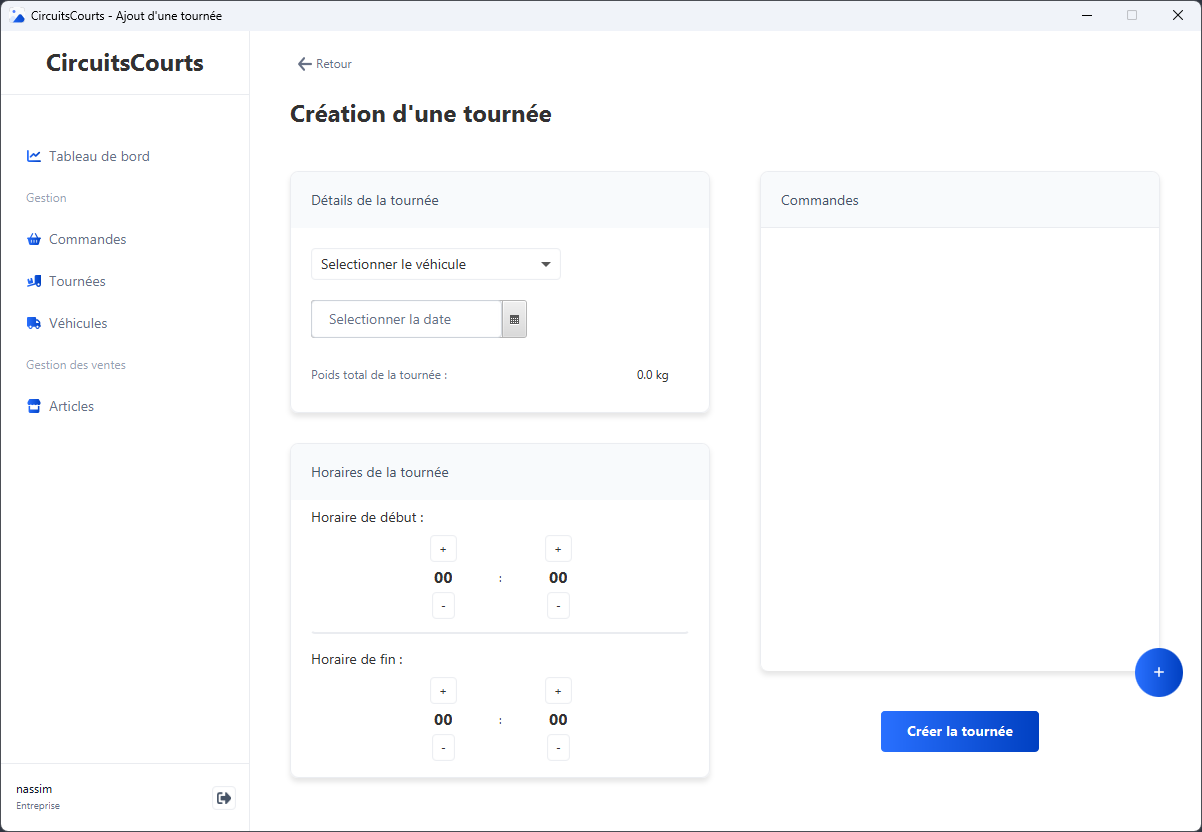 CircuitsCourts - Ajout d'une tournée
CircuitsCourts
Tableau de bord
Gestion
Commandes
Tournées
Véhicules
Gestion des ventes
Articles
nassim
Entreprise
Retour
Création d'une tournée
Détails de la tournée
Selectionner le véhicule
Selectionner la date
Poids total de la tournée : 0.0 kg
Horaires de la tournée
Horaire de début :
+ +
00 : 00
- -
Horaire de fin :
+ +
00 : 00
- -
Commandes
+
Créer la tournée